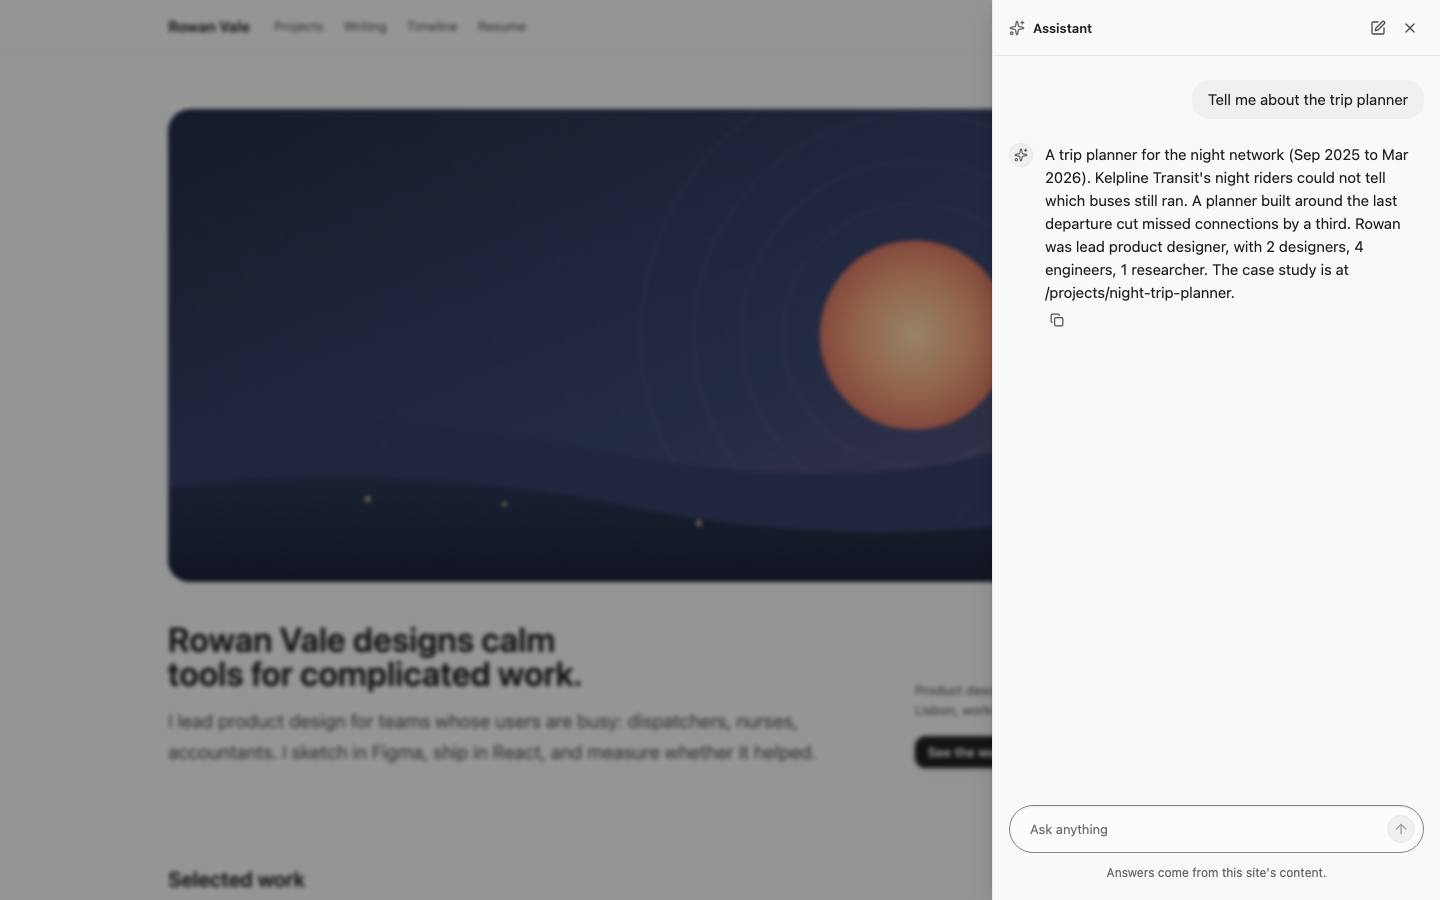 Rowan Vale
Projects
Writing
Timeline
Resume
Rowan Vale designs calm
tools for complicated work.
I lead product design for teams whose users are busy: dispatchers, nurses,
accountants. I sketch in Figma, ship in React, and measure whether it helped.
Product
Lisbon,
See the
Selected work
Assistant
Tell me about the trip planner
A trip planner for the night network (Sep 2025 to Mar
2026). Kelpline Transit's night riders could not tell
which buses still ran. A planner built around the last
departure cut missed connections by a third. Rowan
was lead product designer, with 2 designers, 4
engineers, 1 researcher. The case study is at
/projects/night-trip-planner.
Ask anything
Answers come from this site's content.